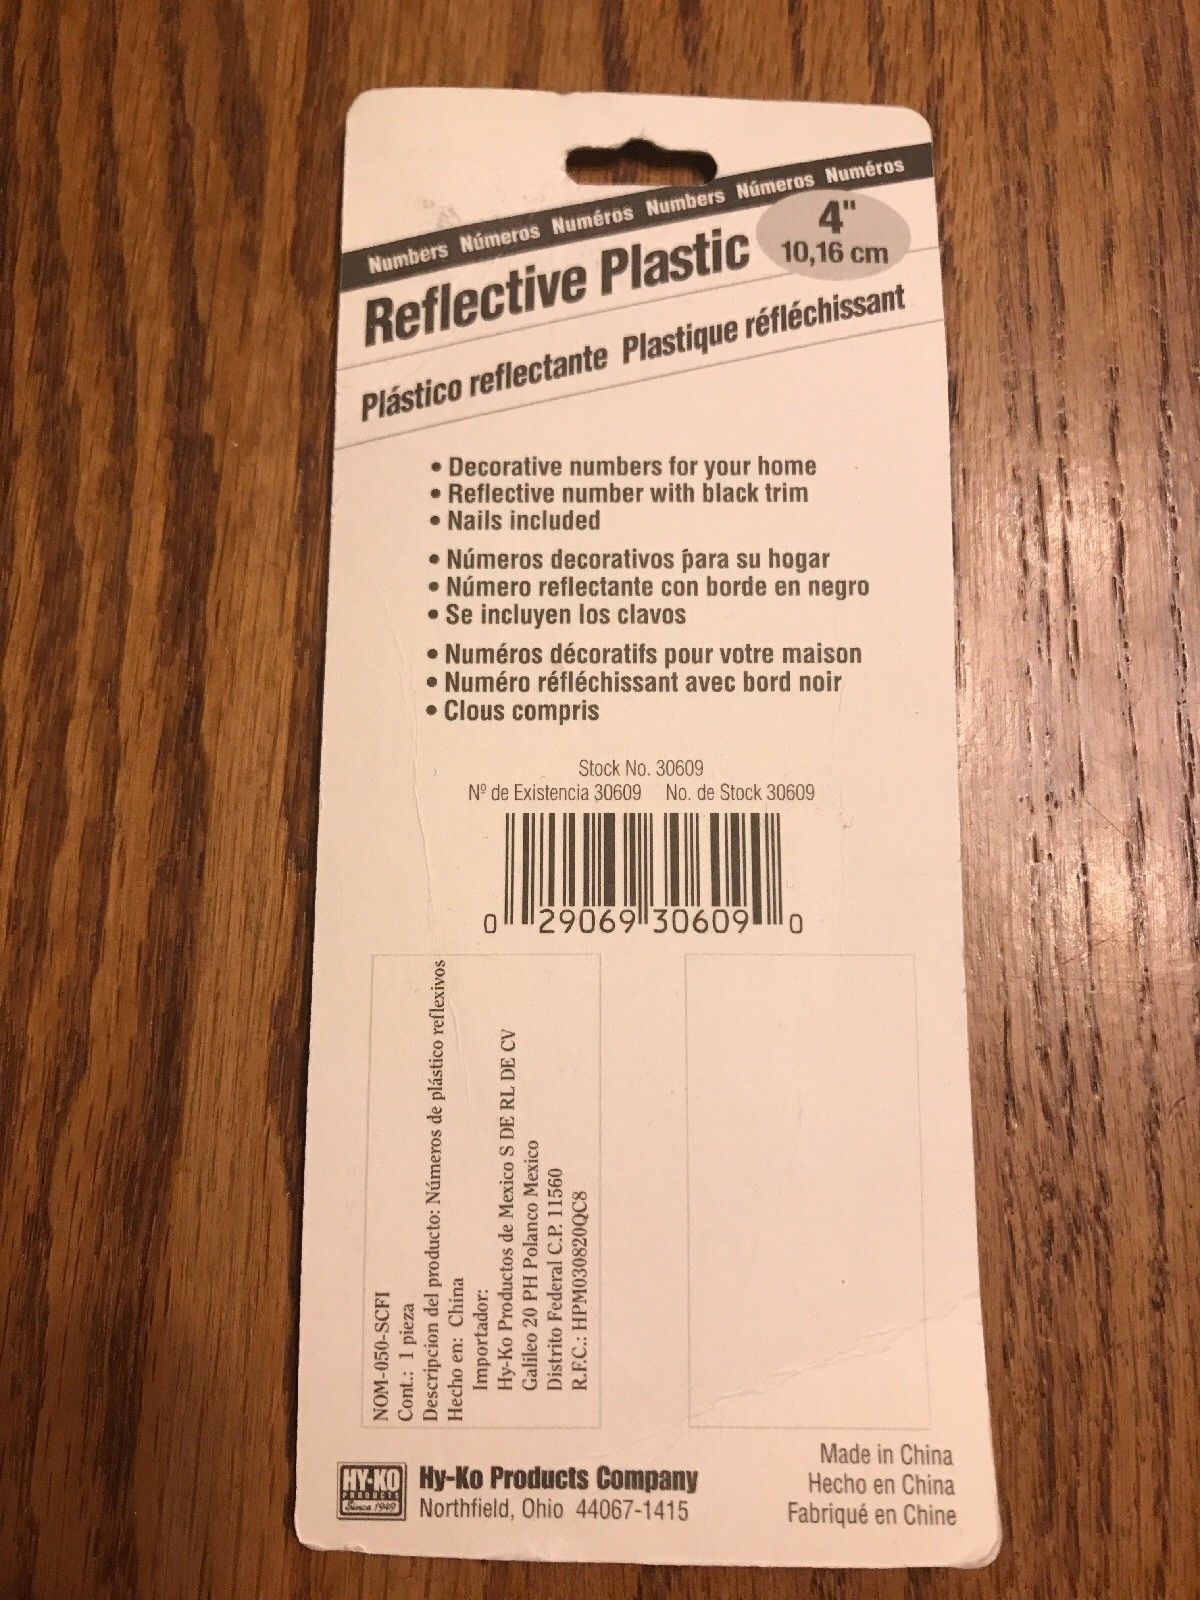 Numbers Números Numéros Numbers Números Numéros
4"
10,16 cm
Reflective Plastic
Plástico reflectante Plastique réfléchissant
• Decorative numbers for your home
• Reflective number with black trim
• Nails included
• Números decorativos para su hogar
• Número reflectante con borde en negro
• Se incluyen los clavos
• Numéros décoratifs pour votre maison
• Numéro réfléchissant avec bord noir
• Clous compris
Stock No. 30609
Nº de Existencia 30609 No. de Stock 30609
0 29069 30609 0
NOM-050-SCFI
Cont.: 1 pieza
Descripcion del producto: Números de plástico reflexivos
Hecho en: China
Importador:
Hy-Ko Productos de Mexico S DE RL DE CV
Galileo 20 PH Polanco Mexico
Distrito Federal C.P. 11560
R.F.C.: HPM030820QC8
HY-KO
PRODUCTS
Since 1949
Hy-Ko Products Company
Northfield, Ohio 44067-1415
Made in China
Hecho en China
Fabriqué en Chine